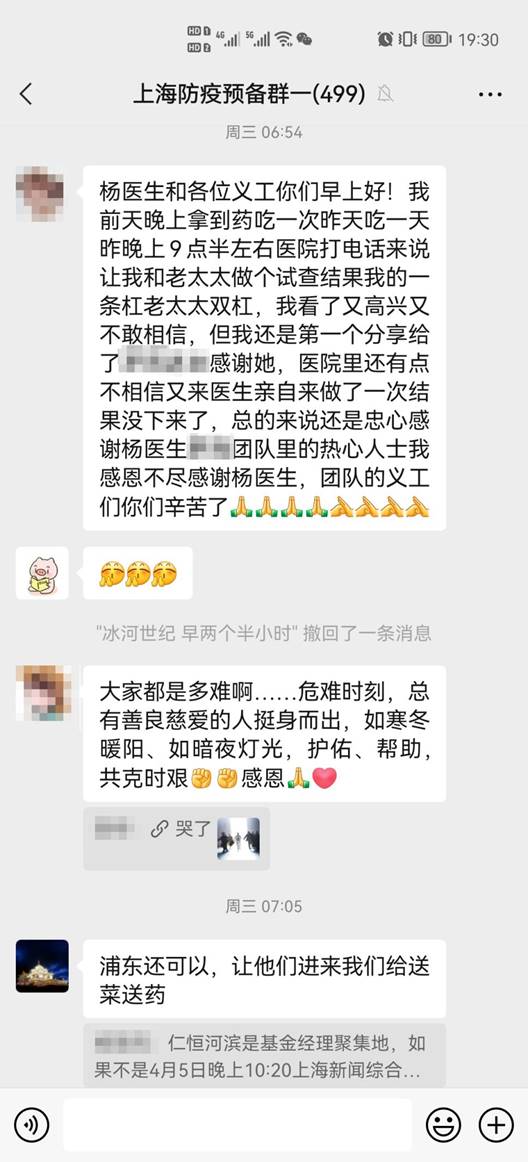 HD 1 4G 5G 80 19:30
HD 2
上海防疫预备群一(499)
周三 06:54
杨医生和各位义工你们早上好！我
前天晚上拿到药吃一次昨天吃一天
昨晚上9点半左右医院打电话来说
让我和老太太做个试查结果我的一
条杠老太太双杠，我看了又高兴又
不敢相信，但我还是第一个分享给
了感谢她，医院里还有点
不相信又来医生亲自来做了一次结
果没下来了，总的来说还是忠心感
谢杨医生团队里的热心人士我
感恩不尽感谢杨医生，团队的义工
们你们辛苦了🙏🙏🙏🙏👏👏👏👏
"冰河世纪 早两个半小时" 撤回了一条消息
大家都是多难啊……危难时刻，总
有善良慈爱的人挺身而出，如寒冬
暖阳、如暗夜灯光，护佑、帮助，
共克时艰✊✊感恩🙏❤
哭了
周三 07:05
浦东还可以，让他们进来我们给送
菜送药
仁恒河滨是基金经理聚集地，如
果不是4月5日晚上10:20上海新闻综合...